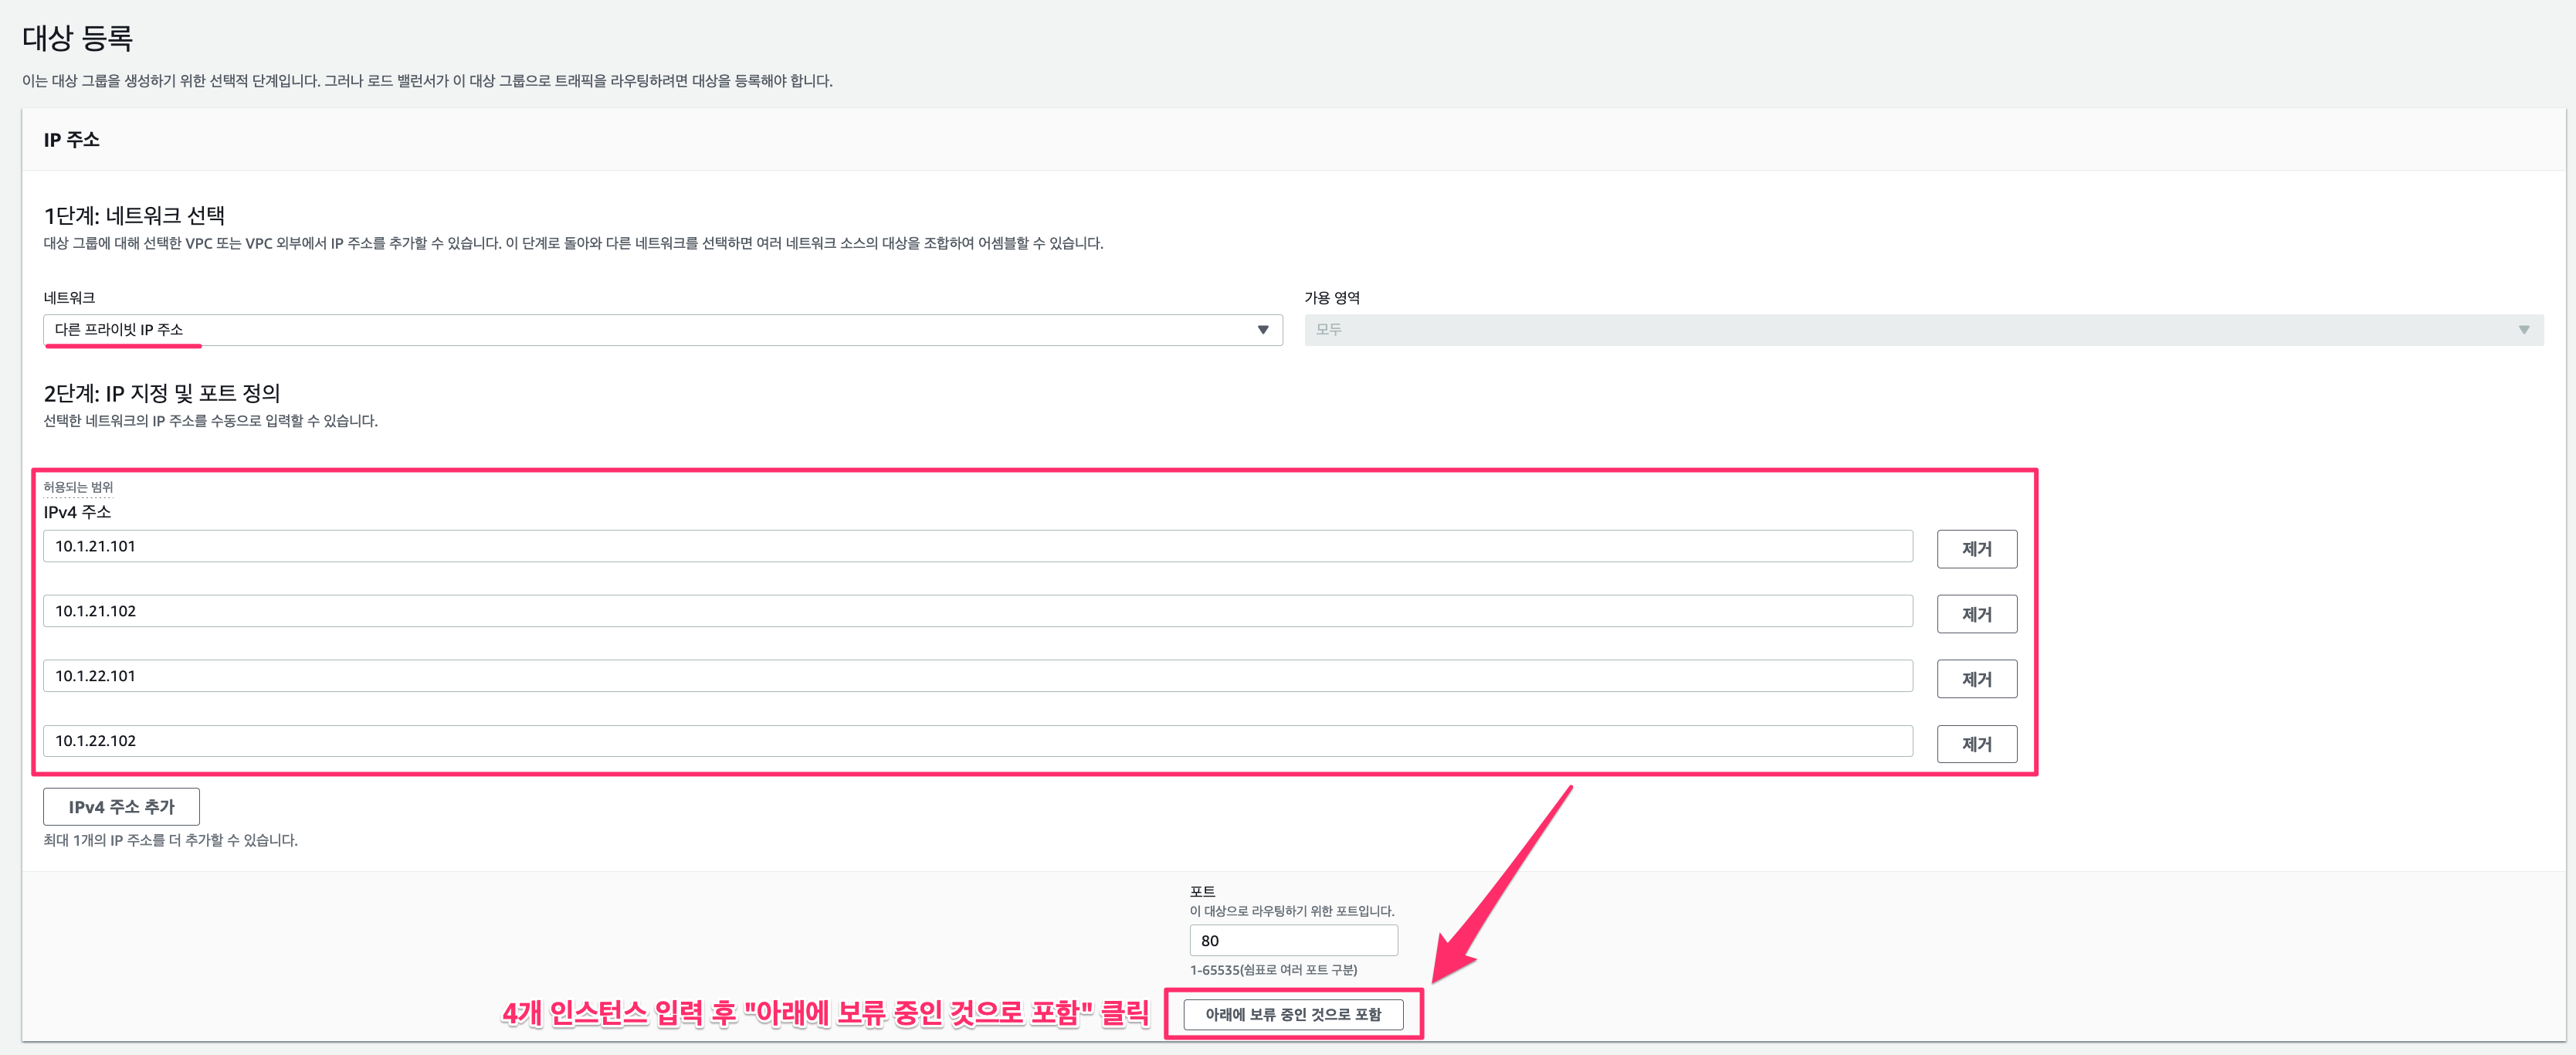 대상 등록
이는 대상 그룹을 생성하기 위한 선택적 단계입니다. 그러나 로드 밸런서가 이 대상 그룹으로 트래픽을 라우팅하려면 대상을 등록해야 합니다.
IP 주소
1단계: 네트워크 선택
대상 그룹에 대해 선택한 VPC 또는 VPC 외부에서 IP 주소를 추가할 수 있습니다. 이 단계로 돌아와 다른 네트워크를 선택하면 여러 네트워크 소스의 대상을 조합하여 어셈블할 수 있습니다.
네트워크
다른 프라이빗 IP 주소
가용 영역
모두
2단계: IP 지정 및 포트 정의
선택한 네트워크의 IP 주소를 수동으로 입력할 수 있습니다.
허용되는 범위
IPv4 주소
10.1.21.101 제거
10.1.21.102 제거
10.1.22.101 제거
10.1.22.102 제거
IPv4 주소 추가
최대 1개의 IP 주소를 더 추가할 수 있습니다.
포트
이 대상으로 라우팅하기 위한 포트입니다.
80
1-65535(쉼표로 여러 포트 구분)
4개 인스턴스 입력 후 "아래에 보류 중인 것으로 포함" 클릭
아래에 보류 중인 것으로 포함